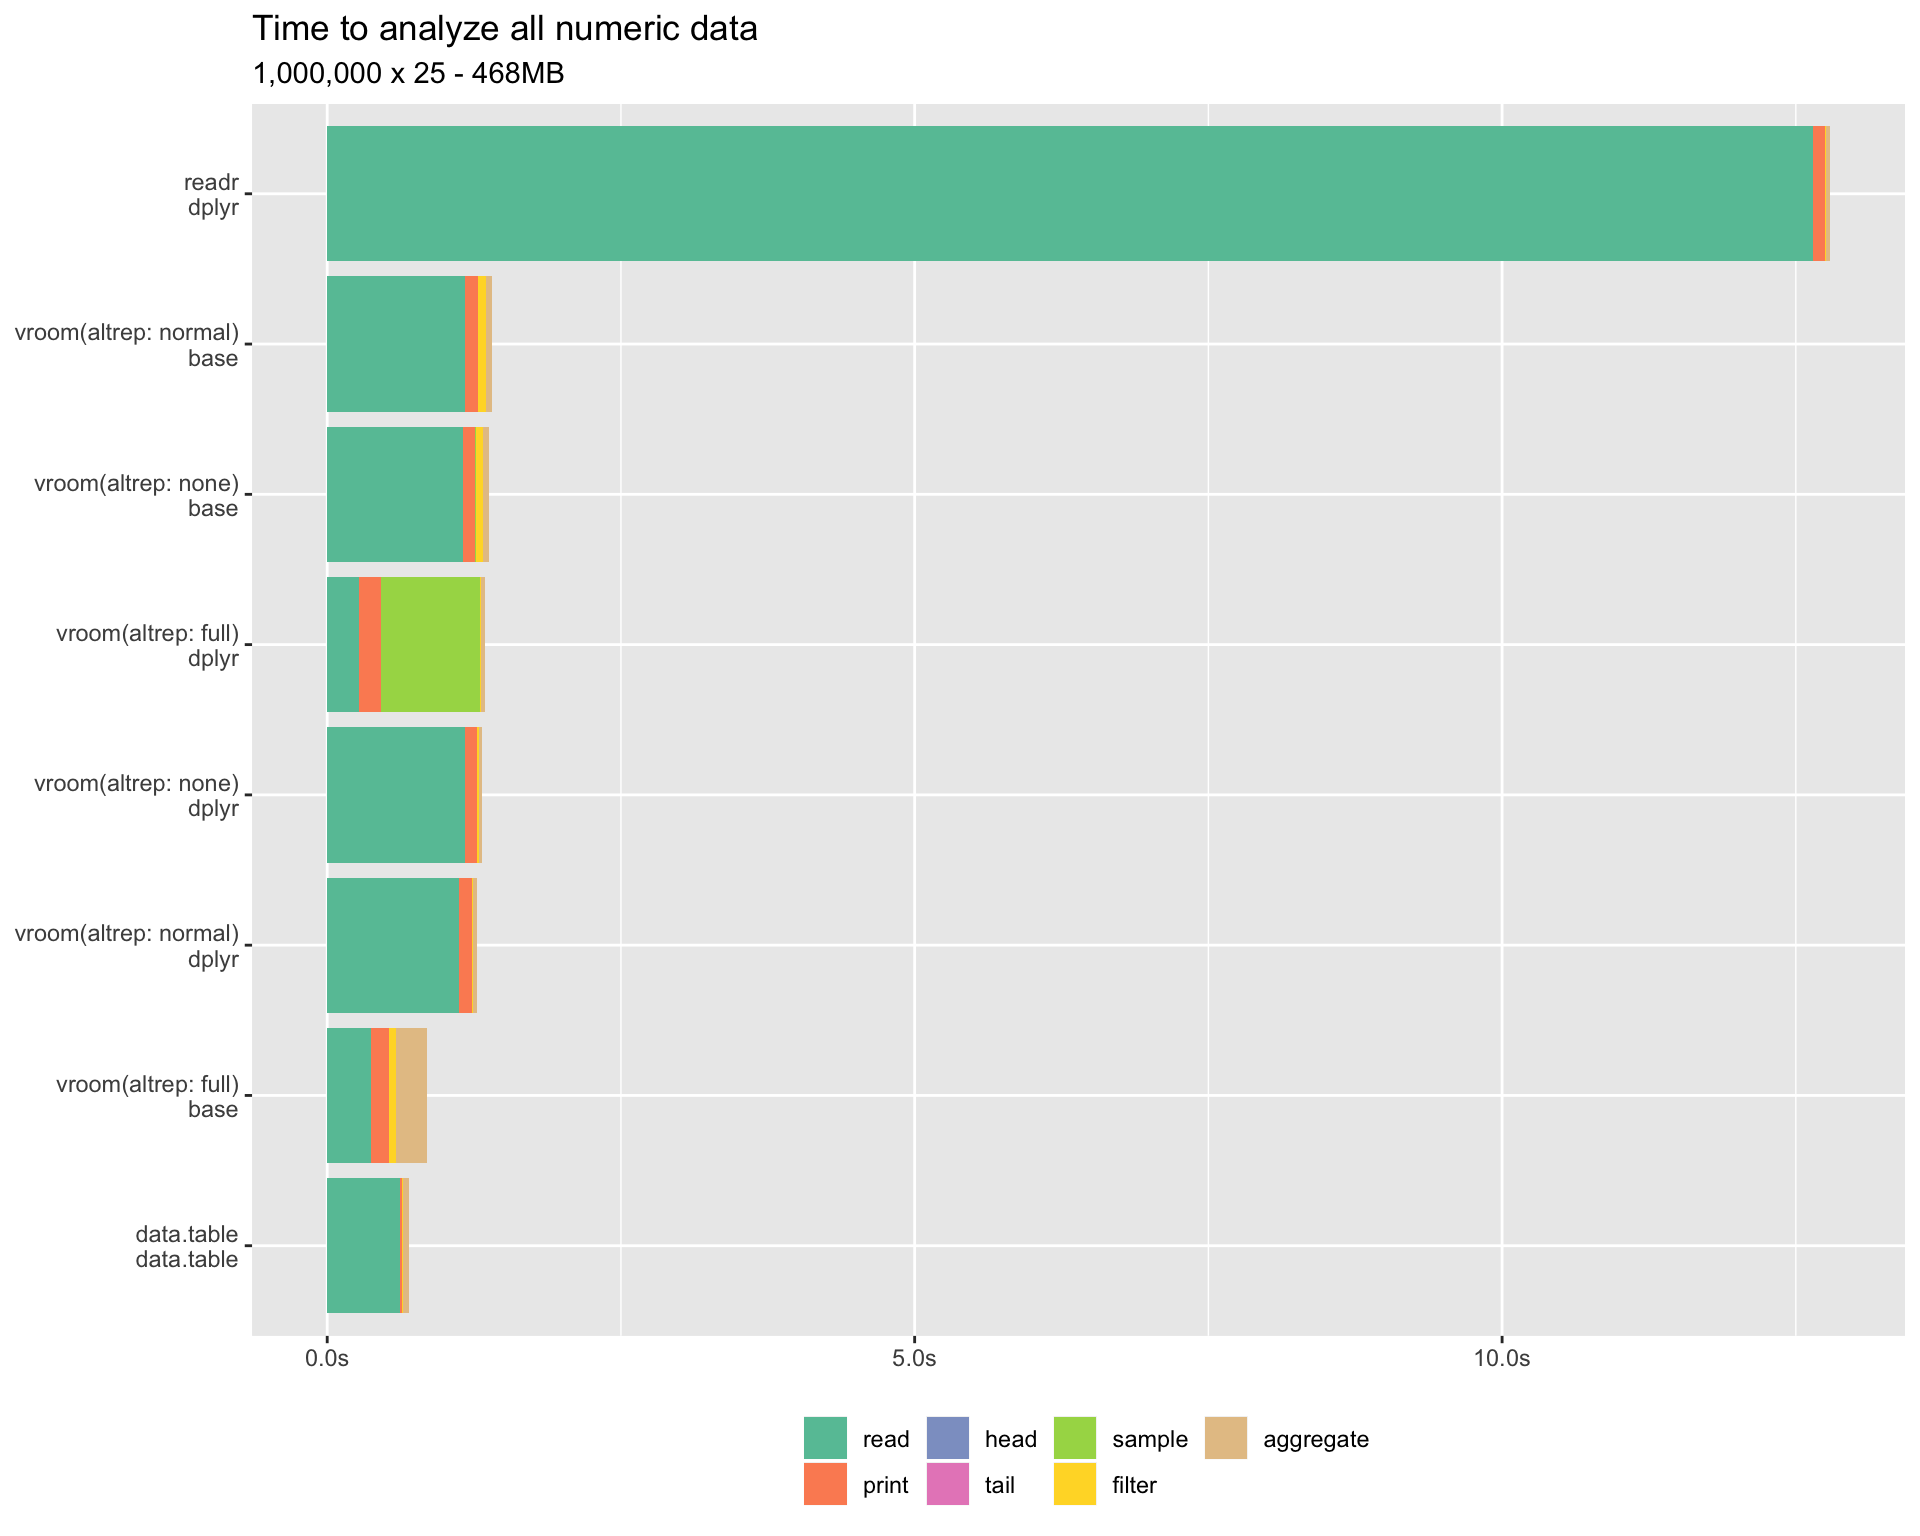 Time to analyze all numeric data
1,000,000 x 25 - 468MB
readr
dplyr
vroom(altrep: normal)
base
vroom(altrep: none)
base
vroom(altrep: full)
dplyr
vroom(altrep: none)
dplyr
vroom(altrep: normal)
dplyr
vroom(altrep: full)
base
data.table
data.table
0.0s 5.0s 10.0s
read head sample aggregate
print tail filter